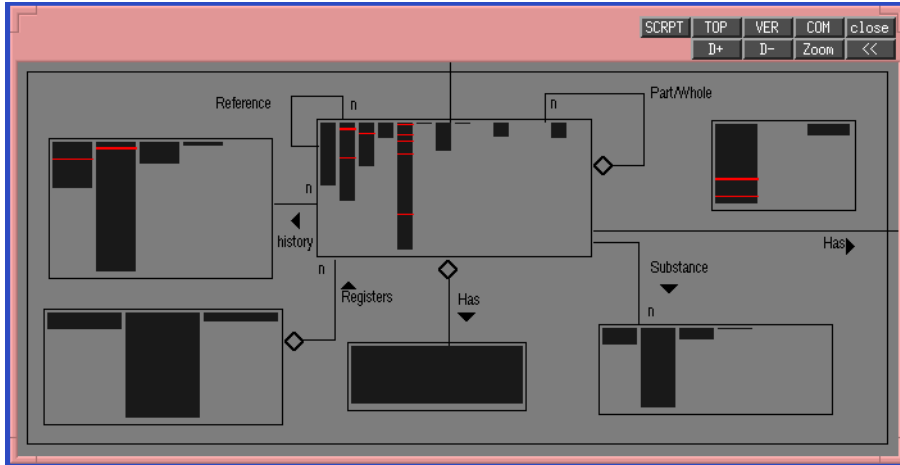 SCRPT TOP VER COM close
D+ D- Zoom <<
Reference n
n Part/Whole
n
history
Has
n
Registers
Has
Substance
n